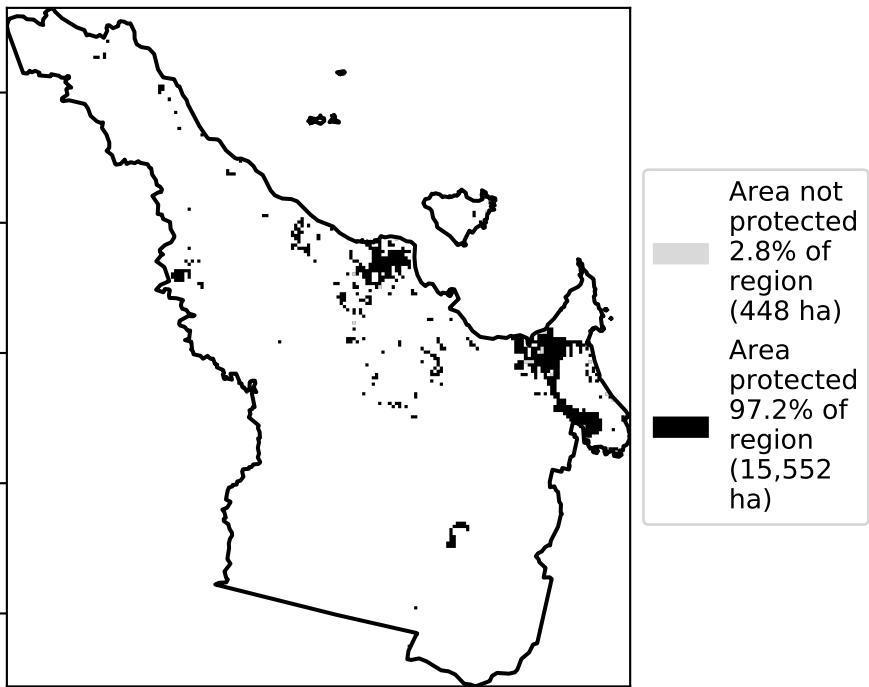 Area not
protected
2.8% of
region
(448 ha)
Area
protected
97.2% of
region
(15,552
ha)